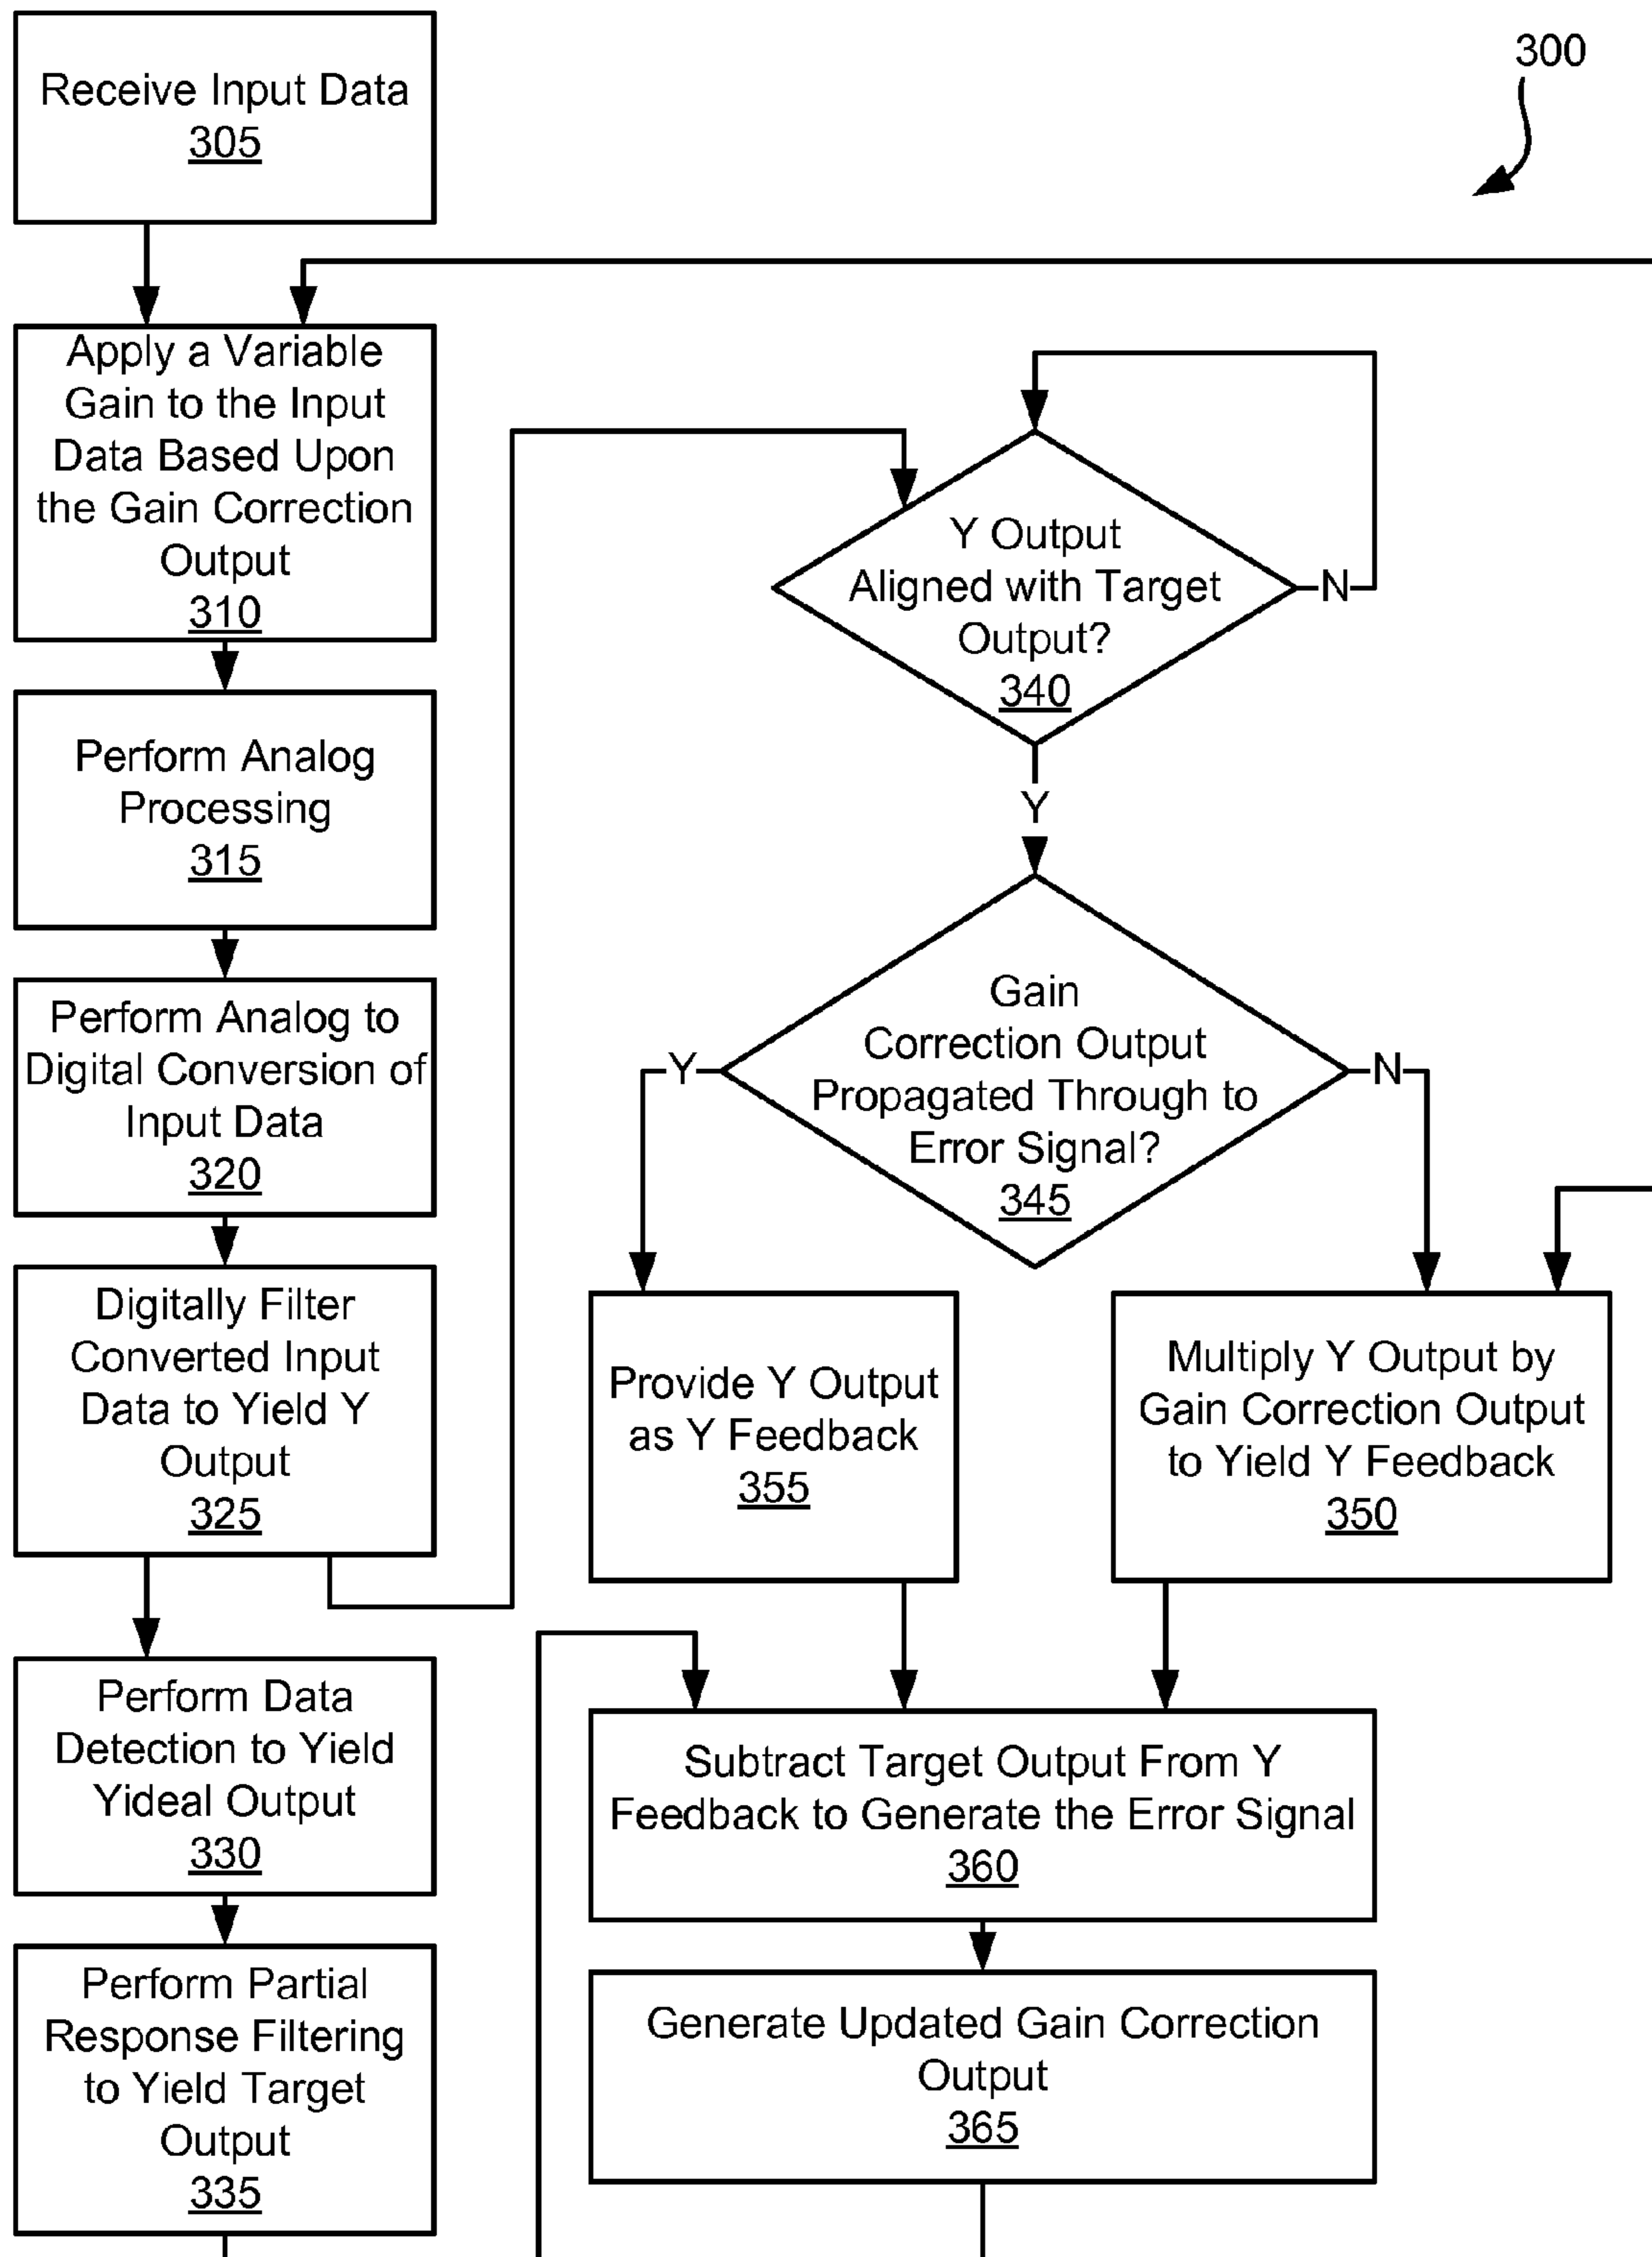 300
Receive Input Data
305
Apply a Variable
Gain to the Input
Data Based Upon
the Gain Correction
Output
310
Perform Analog
Processing
315
Perform Analog to
Digital Conversion of
Input Data
320
Digitally Filter
Converted Input
Data to Yield Y
Output
325
Perform Data
Detection to Yield
Yideal Output
330
Perform Partial
Response Filtering
to Yield Target
Output
335
Y Output
Aligned with Target
Output?
340
N
Y
Gain
Correction Output
Propagated Through to
Error Signal?
345
Y
N
Provide Y Output
as Y Feedback
355
Multiply Y Output by
Gain Correction Output
to Yield Y Feedback
350
Subtract Target Output From Y
Feedback to Generate the Error Signal
360
Generate Updated Gain Correction
Output
365